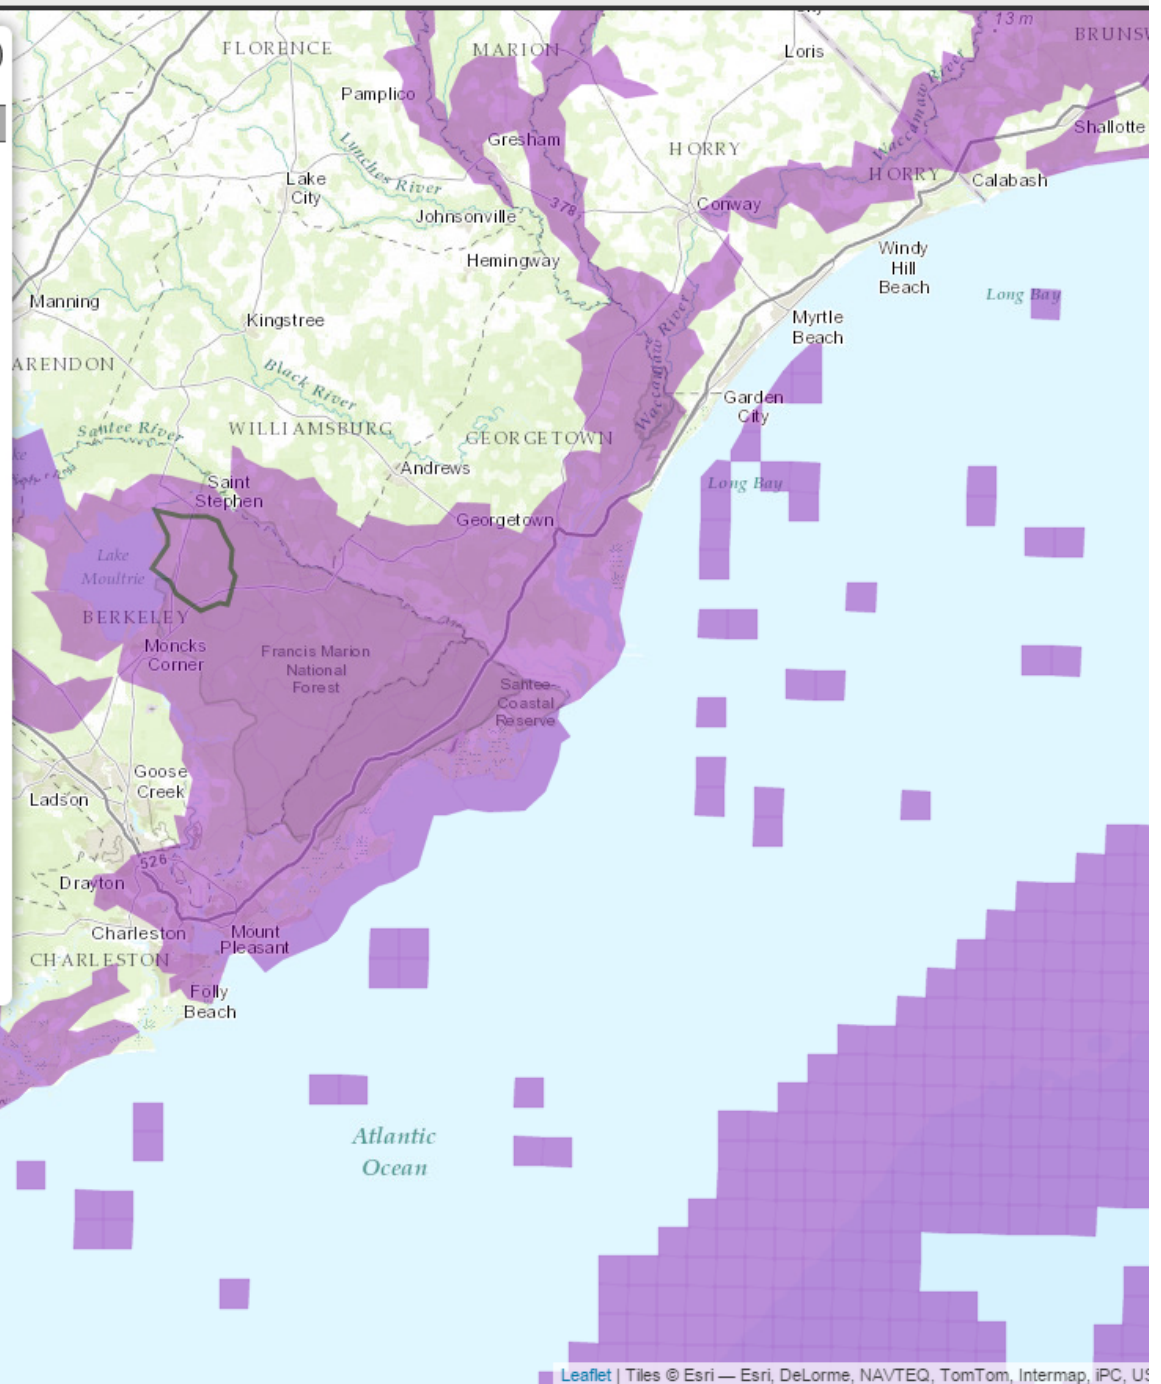 13 m
BRUNSW
FLORENCE
MARION
Loris
Pamplico
Waccamaw River
Shallotte
Gresham
Lynches River
HORRY
HORRY
Calabash
Lake
City
378
Conway
Johnsonville
Hemingway
Windy
Hill
Beach
Long Bay
Manning
Kingstree
Myrtle
Beach
ARENDON
Black River
Waccamaw River
Garden
City
Santee River
WILLIAMSBURG
GEORGETOWN
Andrews
Saint
Stephen
Long Bay
Georgetown
Lake
Moultrie
BERKELEY
Moncks
Corner
Francis Marion
National
Forest
Santee
Coastal
Reserve
Goose
Creek
Ladson
526
Drayton
Charleston
Mount
Pleasant
CHARLESTON
Folly
Beach
Atlantic
Ocean
Leaflet | Tiles © Esri — Esri, DeLorme, NAVTEQ, TomTom, Intermap, iPC, US